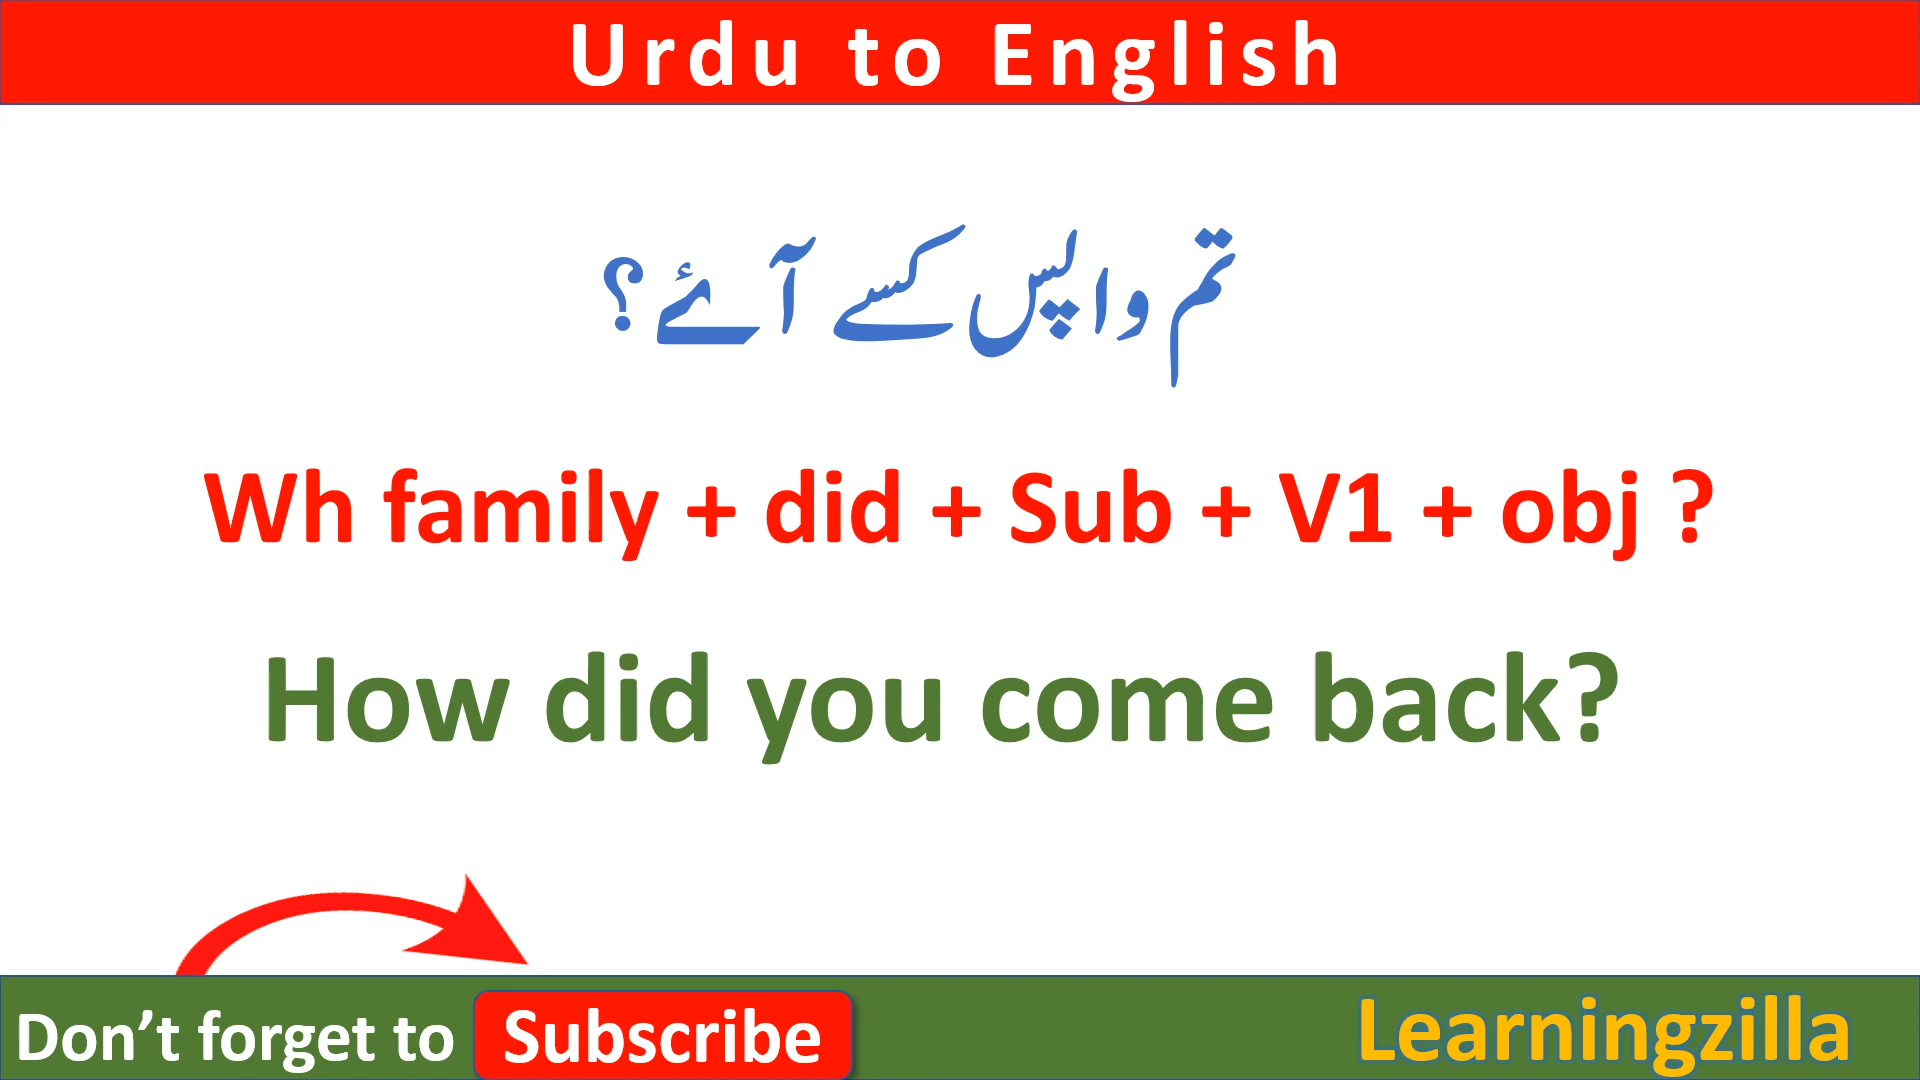 Urdu to English
تم واپس کسے آئے؟
Wh family + did + Sub + V1 + obj ?
How did you come back?
Don’t forget to Subscribe
Learningzilla